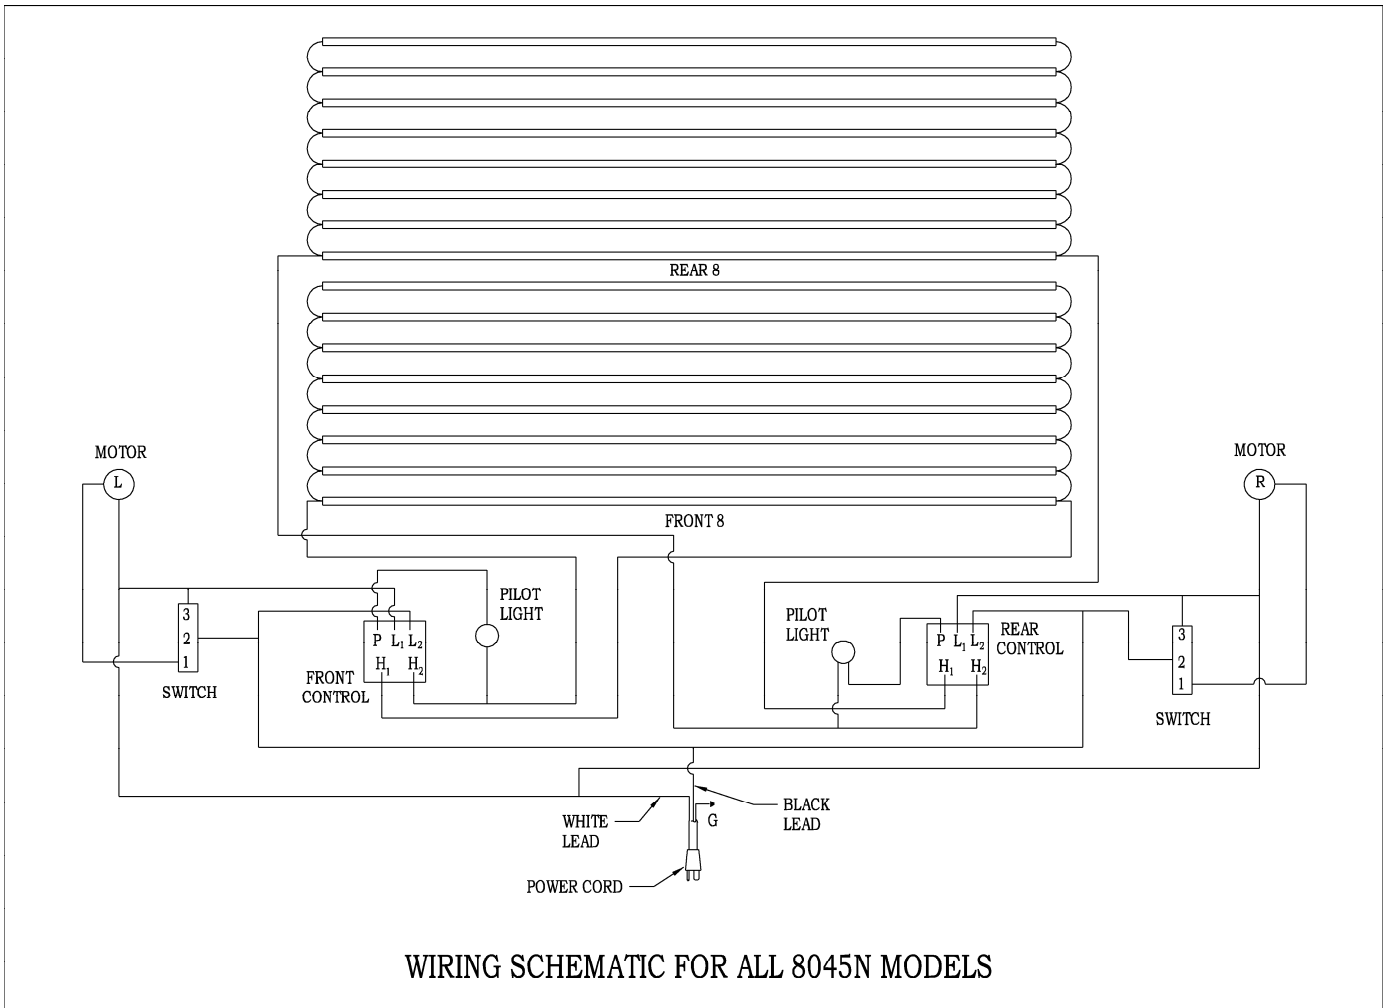 REAR 8
FRONT 8
MOTOR
L
MOTOR
R
3
2
1
SWITCH
PILOT
LIGHT
P L₁ L₂
H₁ H₂
FRONT
CONTROL
PILOT
LIGHT
P L₁ L₂
H₁ H₂
REAR
CONTROL
3
2
1
SWITCH
BLACK
LEAD
G
WHITE
LEAD
POWER CORD
WIRING SCHEMATIC FOR ALL 8045N MODELS